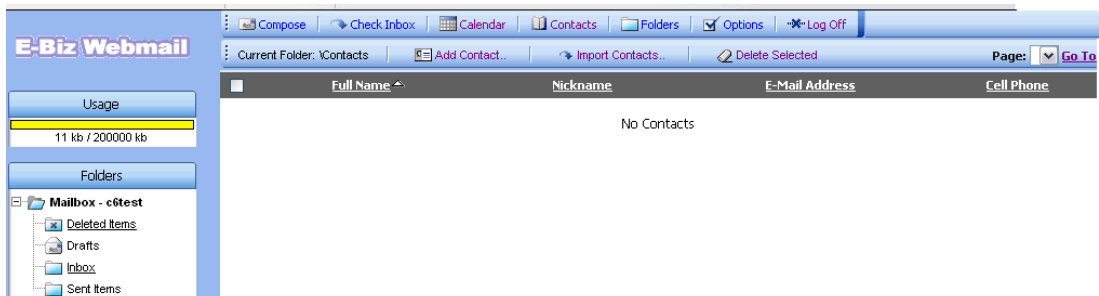 Compose Check Inbox Calendar Contacts Folders Options Log Off
E-Biz Webmail
Current Folder: \Contacts Add Contact.. Import Contacts.. Delete Selected Page: Go To
Full Name Nickname E-Mail Address Cell Phone
Usage
No Contacts
11 kb / 200000 kb
Folders
Mailbox - c6test
Deleted Items
Drafts
Inbox
Sent Items